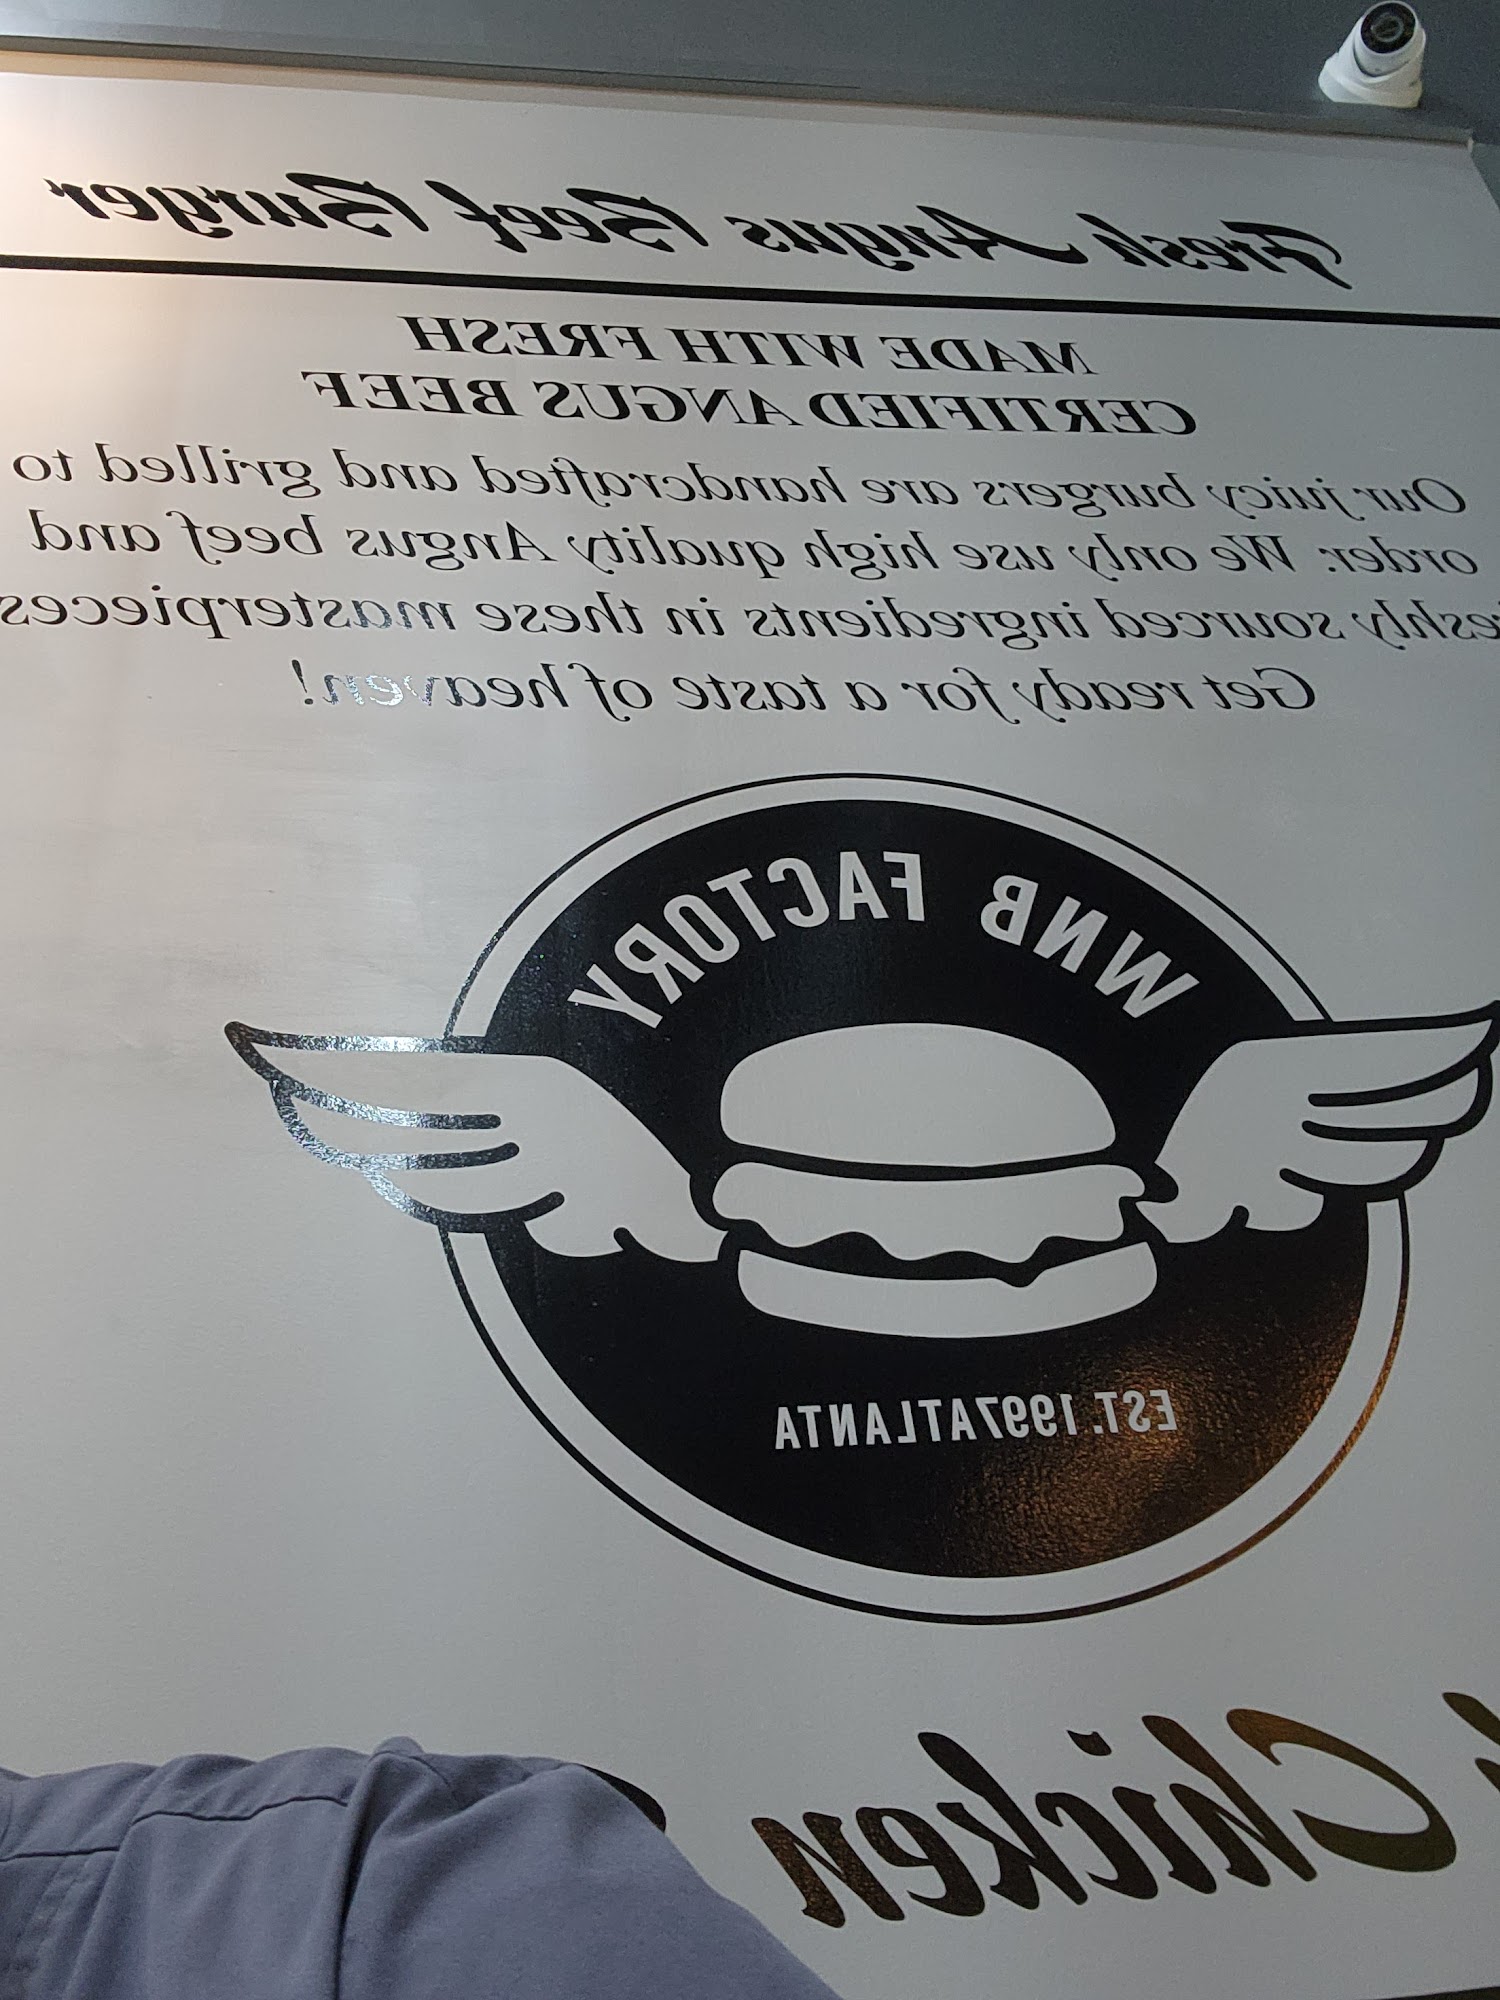 Fresh Angus Beef Burger
MADE WITH FRESH
CERTIFIED ANGUS BEEF
Our juicy burgers are handcrafted and grilled to
order. We only use high quality Angus beef and
sourced ingredients in these masterpieces
Get ready for a taste of heaven!
WNB FACTORY
EST.1997ATLANTA
Chicken